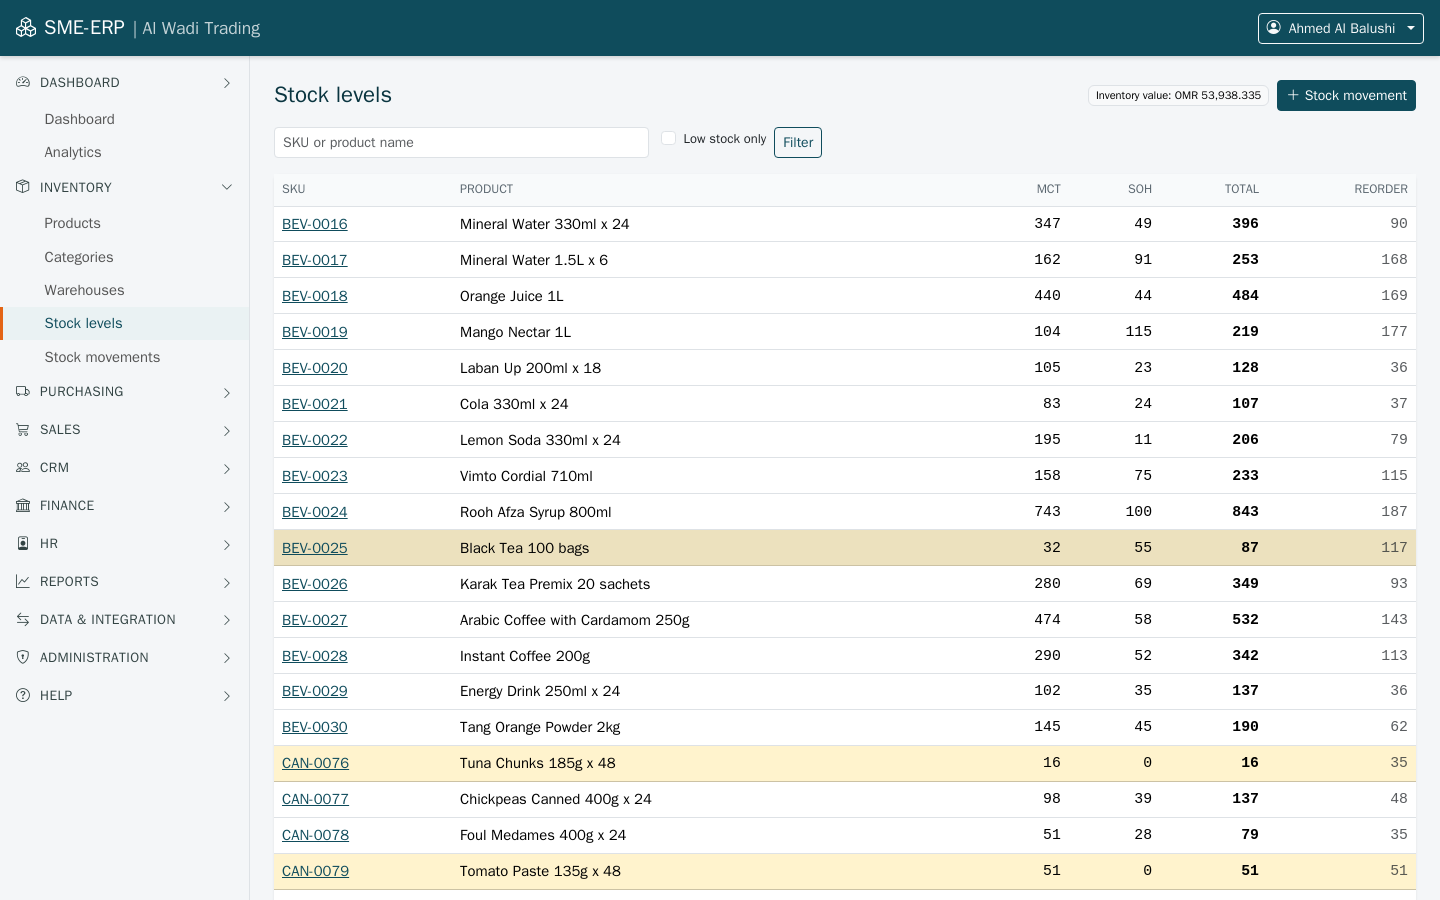 SME-ERP | Al Wadi Trading
Ahmed Al Balushi
DASHBOARD
Dashboard
Analytics
INVENTORY
Products
Categories
Warehouses
Stock levels
Stock movements
PURCHASING
SALES
CRM
FINANCE
HR
REPORTS
DATA & INTEGRATION
ADMINISTRATION
HELP
Stock levels
Inventory value: OMR 53,938.335
+ Stock movement
SKU or product name
Low stock only
Filter
SKU PRODUCT MCT SOH TOTAL REORDER
BEV-0016 Mineral Water 330ml x 24 347 49 396 90
BEV-0017 Mineral Water 1.5L x 6 162 91 253 168
BEV-0018 Orange Juice 1L 440 44 484 169
BEV-0019 Mango Nectar 1L 104 115 219 177
BEV-0020 Laban Up 200ml x 18 105 23 128 36
BEV-0021 Cola 330ml x 24 83 24 107 37
BEV-0022 Lemon Soda 330ml x 24 195 11 206 79
BEV-0023 Vimto Cordial 710ml 158 75 233 115
BEV-0024 Rooh Afza Syrup 800ml 743 100 843 187
BEV-0025 Black Tea 100 bags 32 55 87 117
BEV-0026 Karak Tea Premix 20 sachets 280 69 349 93
BEV-0027 Arabic Coffee with Cardamom 250g 474 58 532 143
BEV-0028 Instant Coffee 200g 290 52 342 113
BEV-0029 Energy Drink 250ml x 24 102 35 137 36
BEV-0030 Tang Orange Powder 2kg 145 45 190 62
CAN-0076 Tuna Chunks 185g x 48 16 0 16 35
CAN-0077 Chickpeas Canned 400g x 24 98 39 137 48
CAN-0078 Foul Medames 400g x 24 51 28 79 35
CAN-0079 Tomato Paste 135g x 48 51 0 51 51